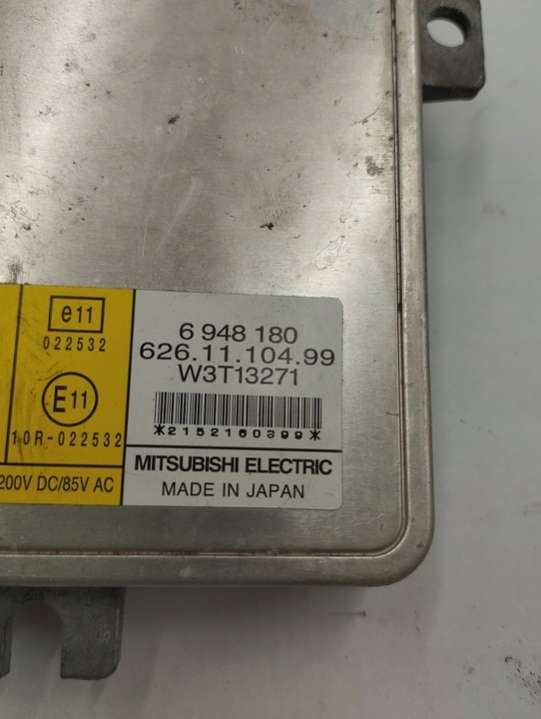 e11
022532
E11
10R-022532
200V DC/85V AC
6 948 180
626.11.104.99
W3T13271
*2152160399*
MITSUBISHI ELECTRIC
MADE IN JAPAN